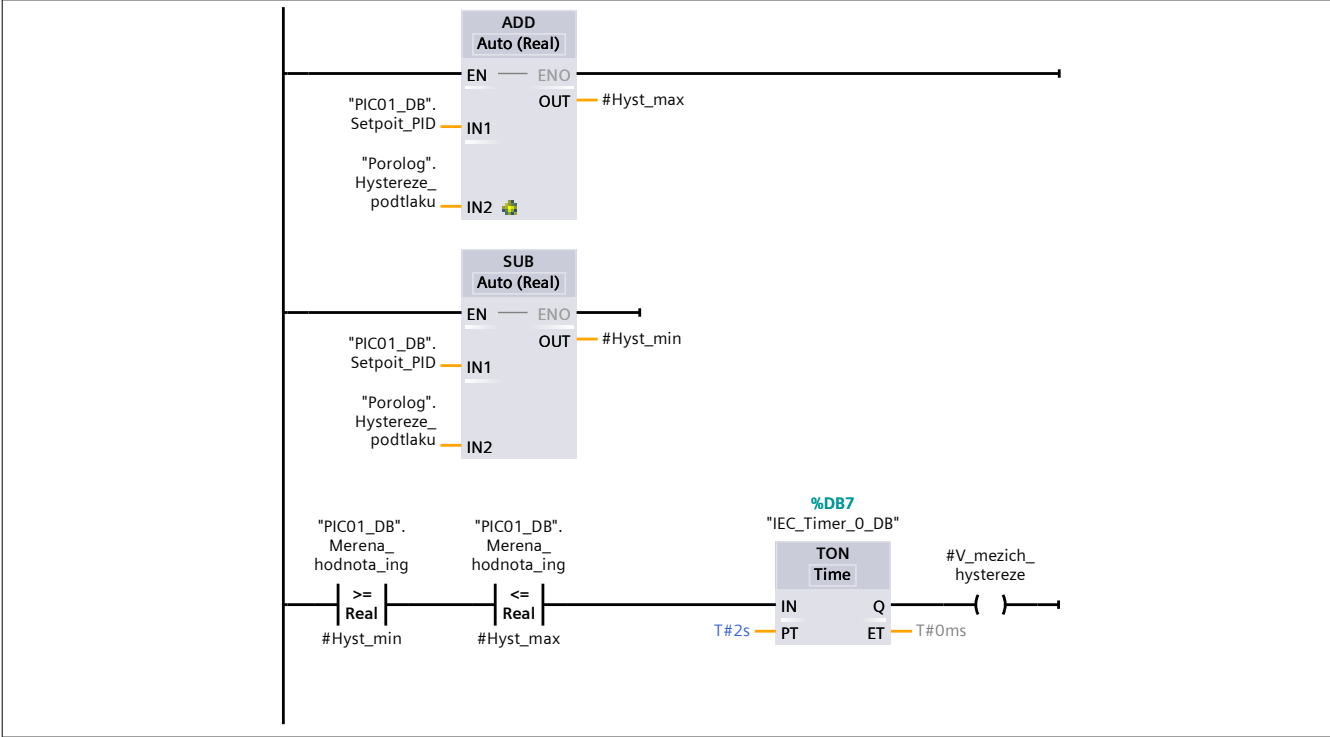 ADD
Auto (Real)
EN
ENO
"PIC01_DB".
Setpoit_PID
IN1
OUT
#Hyst_max
"Porolog".
Hystereze_
podtlaku
IN2
SUB
Auto (Real)
EN
ENO
"PIC01_DB".
Setpoit_PID
IN1
OUT
#Hyst_min
"Porolog".
Hystereze_
podtlaku
IN2
"PIC01_DB".
Merena_
hodnota_ing
>=
Real
#Hyst_min
"PIC01_DB".
Merena_
hodnota_ing
<=
Real
#Hyst_max
%DB7
"IEC_Timer_0_DB"
TON
Time
IN
Q
T#2s
PT
ET
T#0ms
#V_mezich_
hystereze